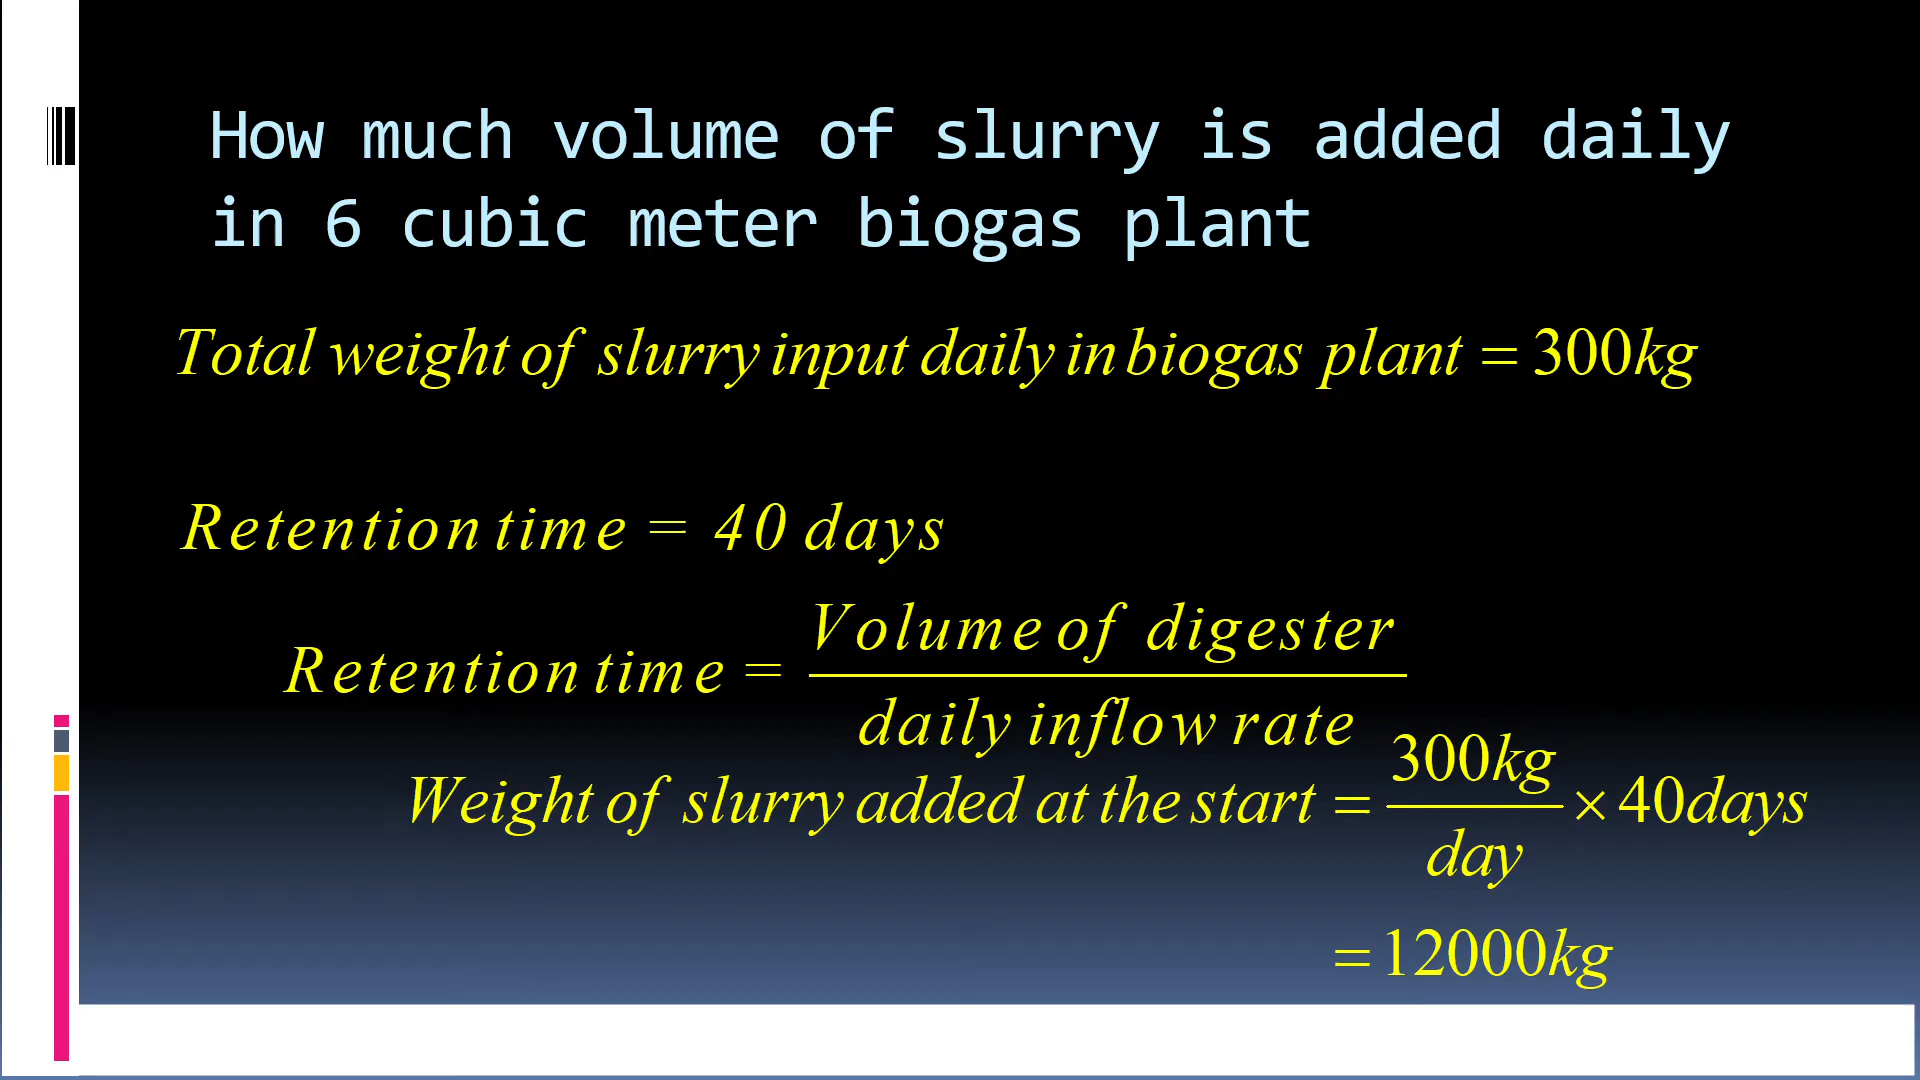 How much volume of slurry is added daily
in 6 cubic meter biogas plant
Total weight of slurry input daily in biogas plant = 300kg
Retention time = 40 days
Retention time = Volume of digester / daily inflow rate
Weight of slurry added at the start = 300kg / day × 40days
= 12000kg